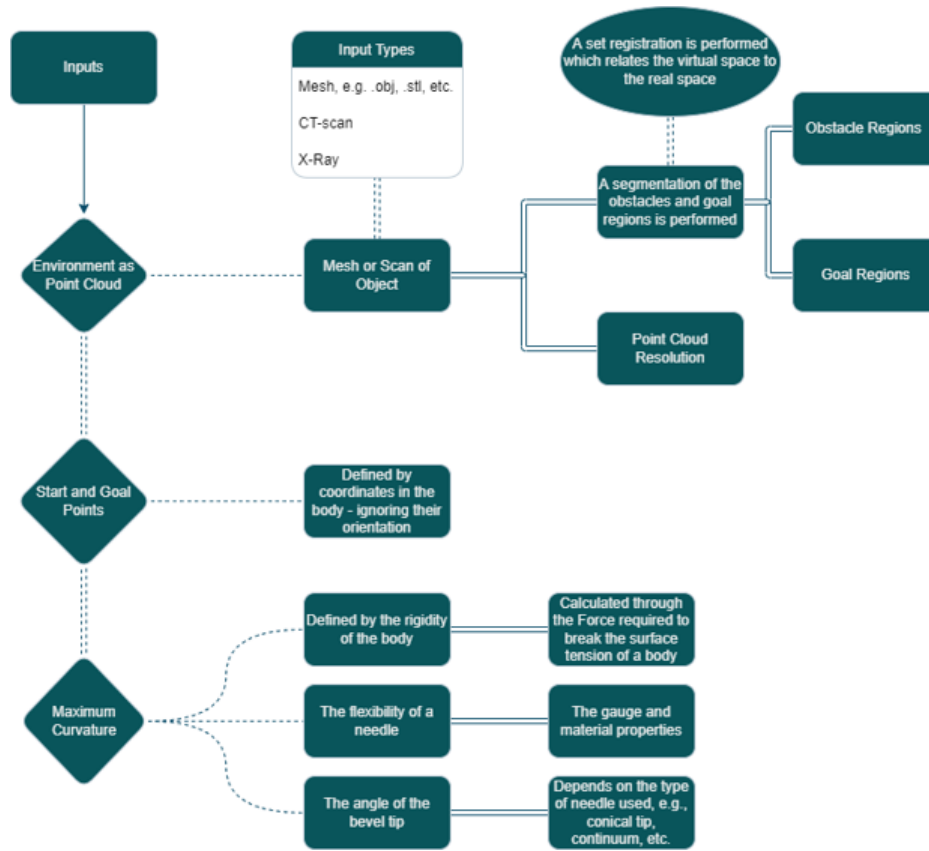 Inputs
Input Types
Mesh, e.g. .obj, .stl, etc.
CT-scan
X-Ray
A set registration is performed
which relates the virtual space to
the real space
Obstacle Regions
A segmentation of the
obstacles and goal
regions is performed
Goal Regions
Environment as
Point Cloud
Mesh or Scan of
Object
Point Cloud
Resolution
Start and Goal
Points
Defined by
coordinates in the
body - ignoring their
orientation
Maximum
Curvature
Defined by the rigidity
of the body
Calculated through
the Force required to
break the surface
tension of a body
The flexibility of a
needle
The gauge and
material properties
The angle of the
bevel tip
Depends on the type
of needle used, e.g.,
conical tip,
continuum, etc.